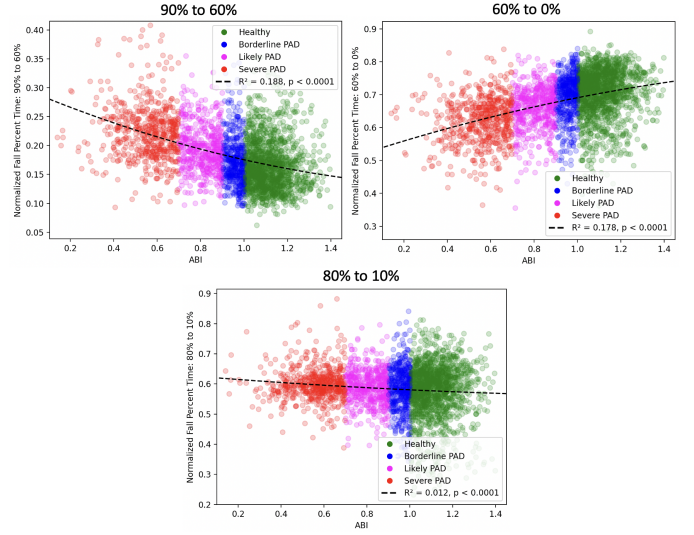 90% to 60%
Normalized Fall Percent Time: 90% to 60%
0.40
0.35
0.30
0.25
0.20
0.15
0.10
0.05
Healthy
Borderline PAD
Likely PAD
Severe PAD
R² = 0.188, p < 0.0001
0.2 0.4 0.6 0.8 1.0 1.2 1.4
ABI
60% to 0%
Normalized Fall Percent Time: 60% to 0%
0.9
0.8
0.7
0.6
0.5
0.4
0.3
Healthy
Borderline PAD
Likely PAD
Severe PAD
R² = 0.178, p < 0.0001
0.2 0.4 0.6 0.8 1.0 1.2 1.4
ABI
80% to 10%
Normalized Fall Percent Time: 80% to 10%
0.9
0.8
0.7
0.6
0.5
0.4
0.3
0.2
Healthy
Borderline PAD
Likely PAD
Severe PAD
R² = 0.012, p < 0.0001
0.2 0.4 0.6 0.8 1.0 1.2 1.4
ABI